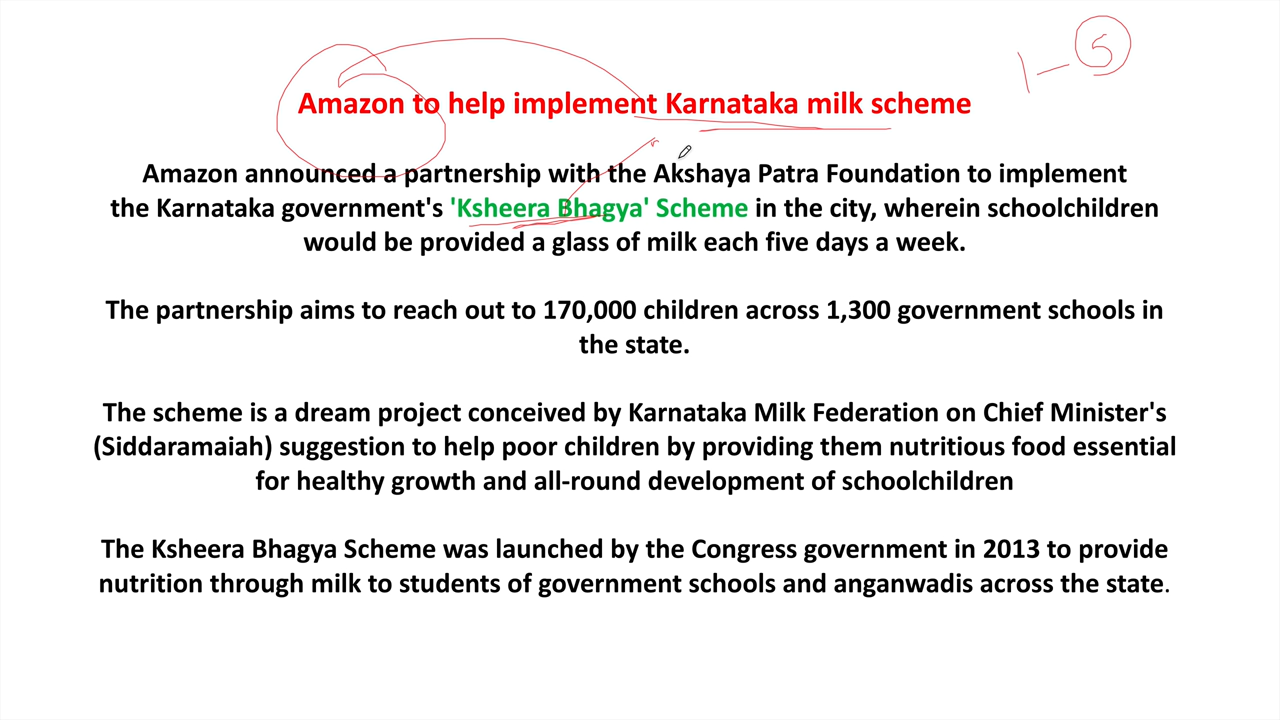 1-5
Amazon to help implement Karnataka milk scheme
Amazon announced a partnership with the Akshaya Patra Foundation to implement
the Karnataka government's 'Ksheera Bhagya' Scheme in the city, wherein schoolchildren
would be provided a glass of milk each five days a week.
The partnership aims to reach out to 170,000 children across 1,300 government schools in
the state.
The scheme is a dream project conceived by Karnataka Milk Federation on Chief Minister's
(Siddaramaiah) suggestion to help poor children by providing them nutritious food essential
for healthy growth and all-round development of schoolchildren
The Ksheera Bhagya Scheme was launched by the Congress government in 2013 to provide
nutrition through milk to students of government schools and anganwadis across the state.